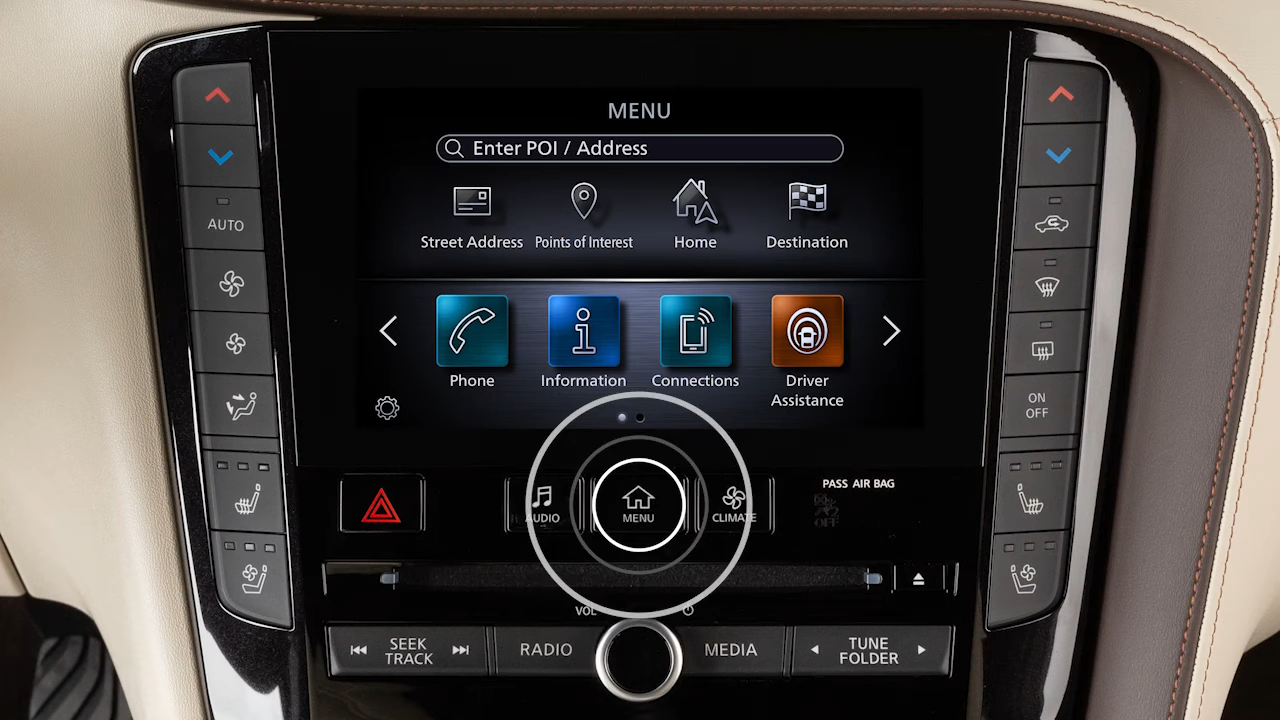 MENU
Enter POI / Address
Street Address
Points of Interest
Home
Destination
AUTO
Phone
Information
Connections
Driver
Assistance
ON
OFF
PASS AIR BAG
OFF
AUDIO
MENU
CLIMATE
VOL
SEEK
TRACK
RADIO
MEDIA
TUNE
FOLDER